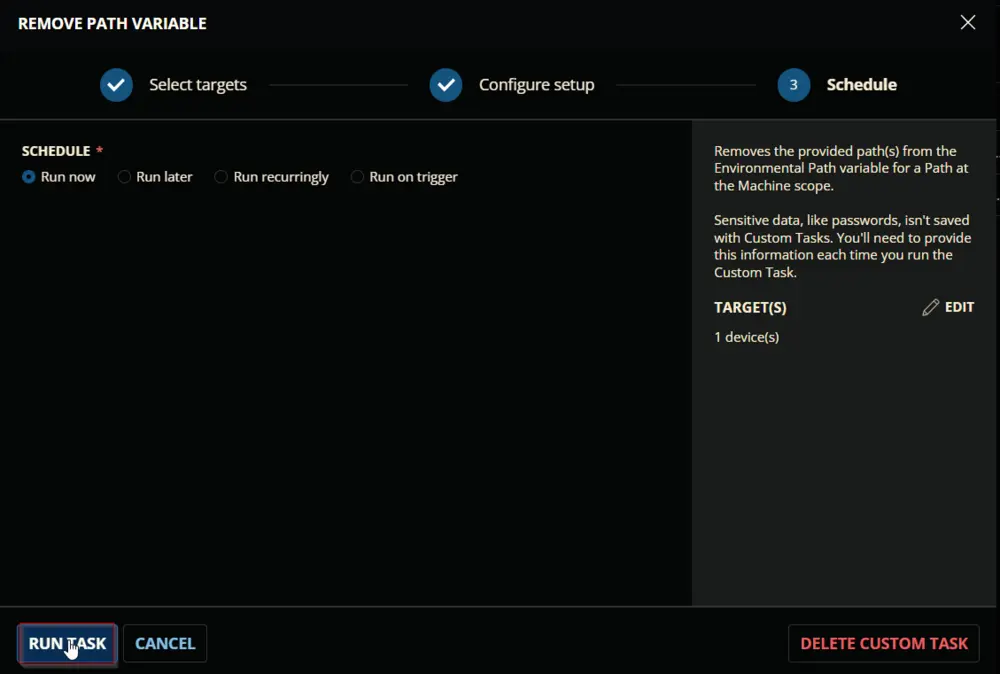 REMOVE PATH VARIABLE
Select targets
Configure setup
3
Schedule
SCHEDULE *
Run now
Run later
Run recurringly
Run on trigger
Removes the provided path(s) from the
Environmental Path variable for a Path at
the Machine scope.
Sensitive data, like passwords, isn't saved
with Custom Tasks. You'll need to provide
this information each time you run the
Custom Task.
TARGET(S)
EDIT
1 device(s)
RUN TASK
CANCEL
DELETE CUSTOM TASK